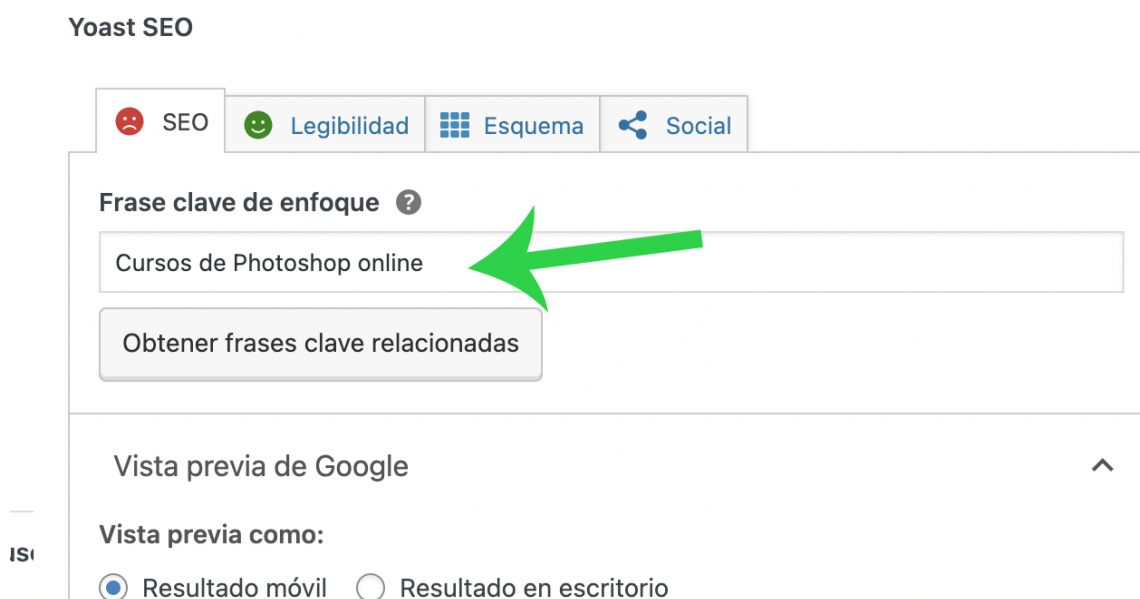 Yoast SEO
SEO
Legibilidad
Esquema
Social
Frase clave de enfoque ?
Cursos de Photoshop online
Obtener frases clave relacionadas
Vista previa de Google
Vista previa como:
Resultado móvil
Resultado en escritorio